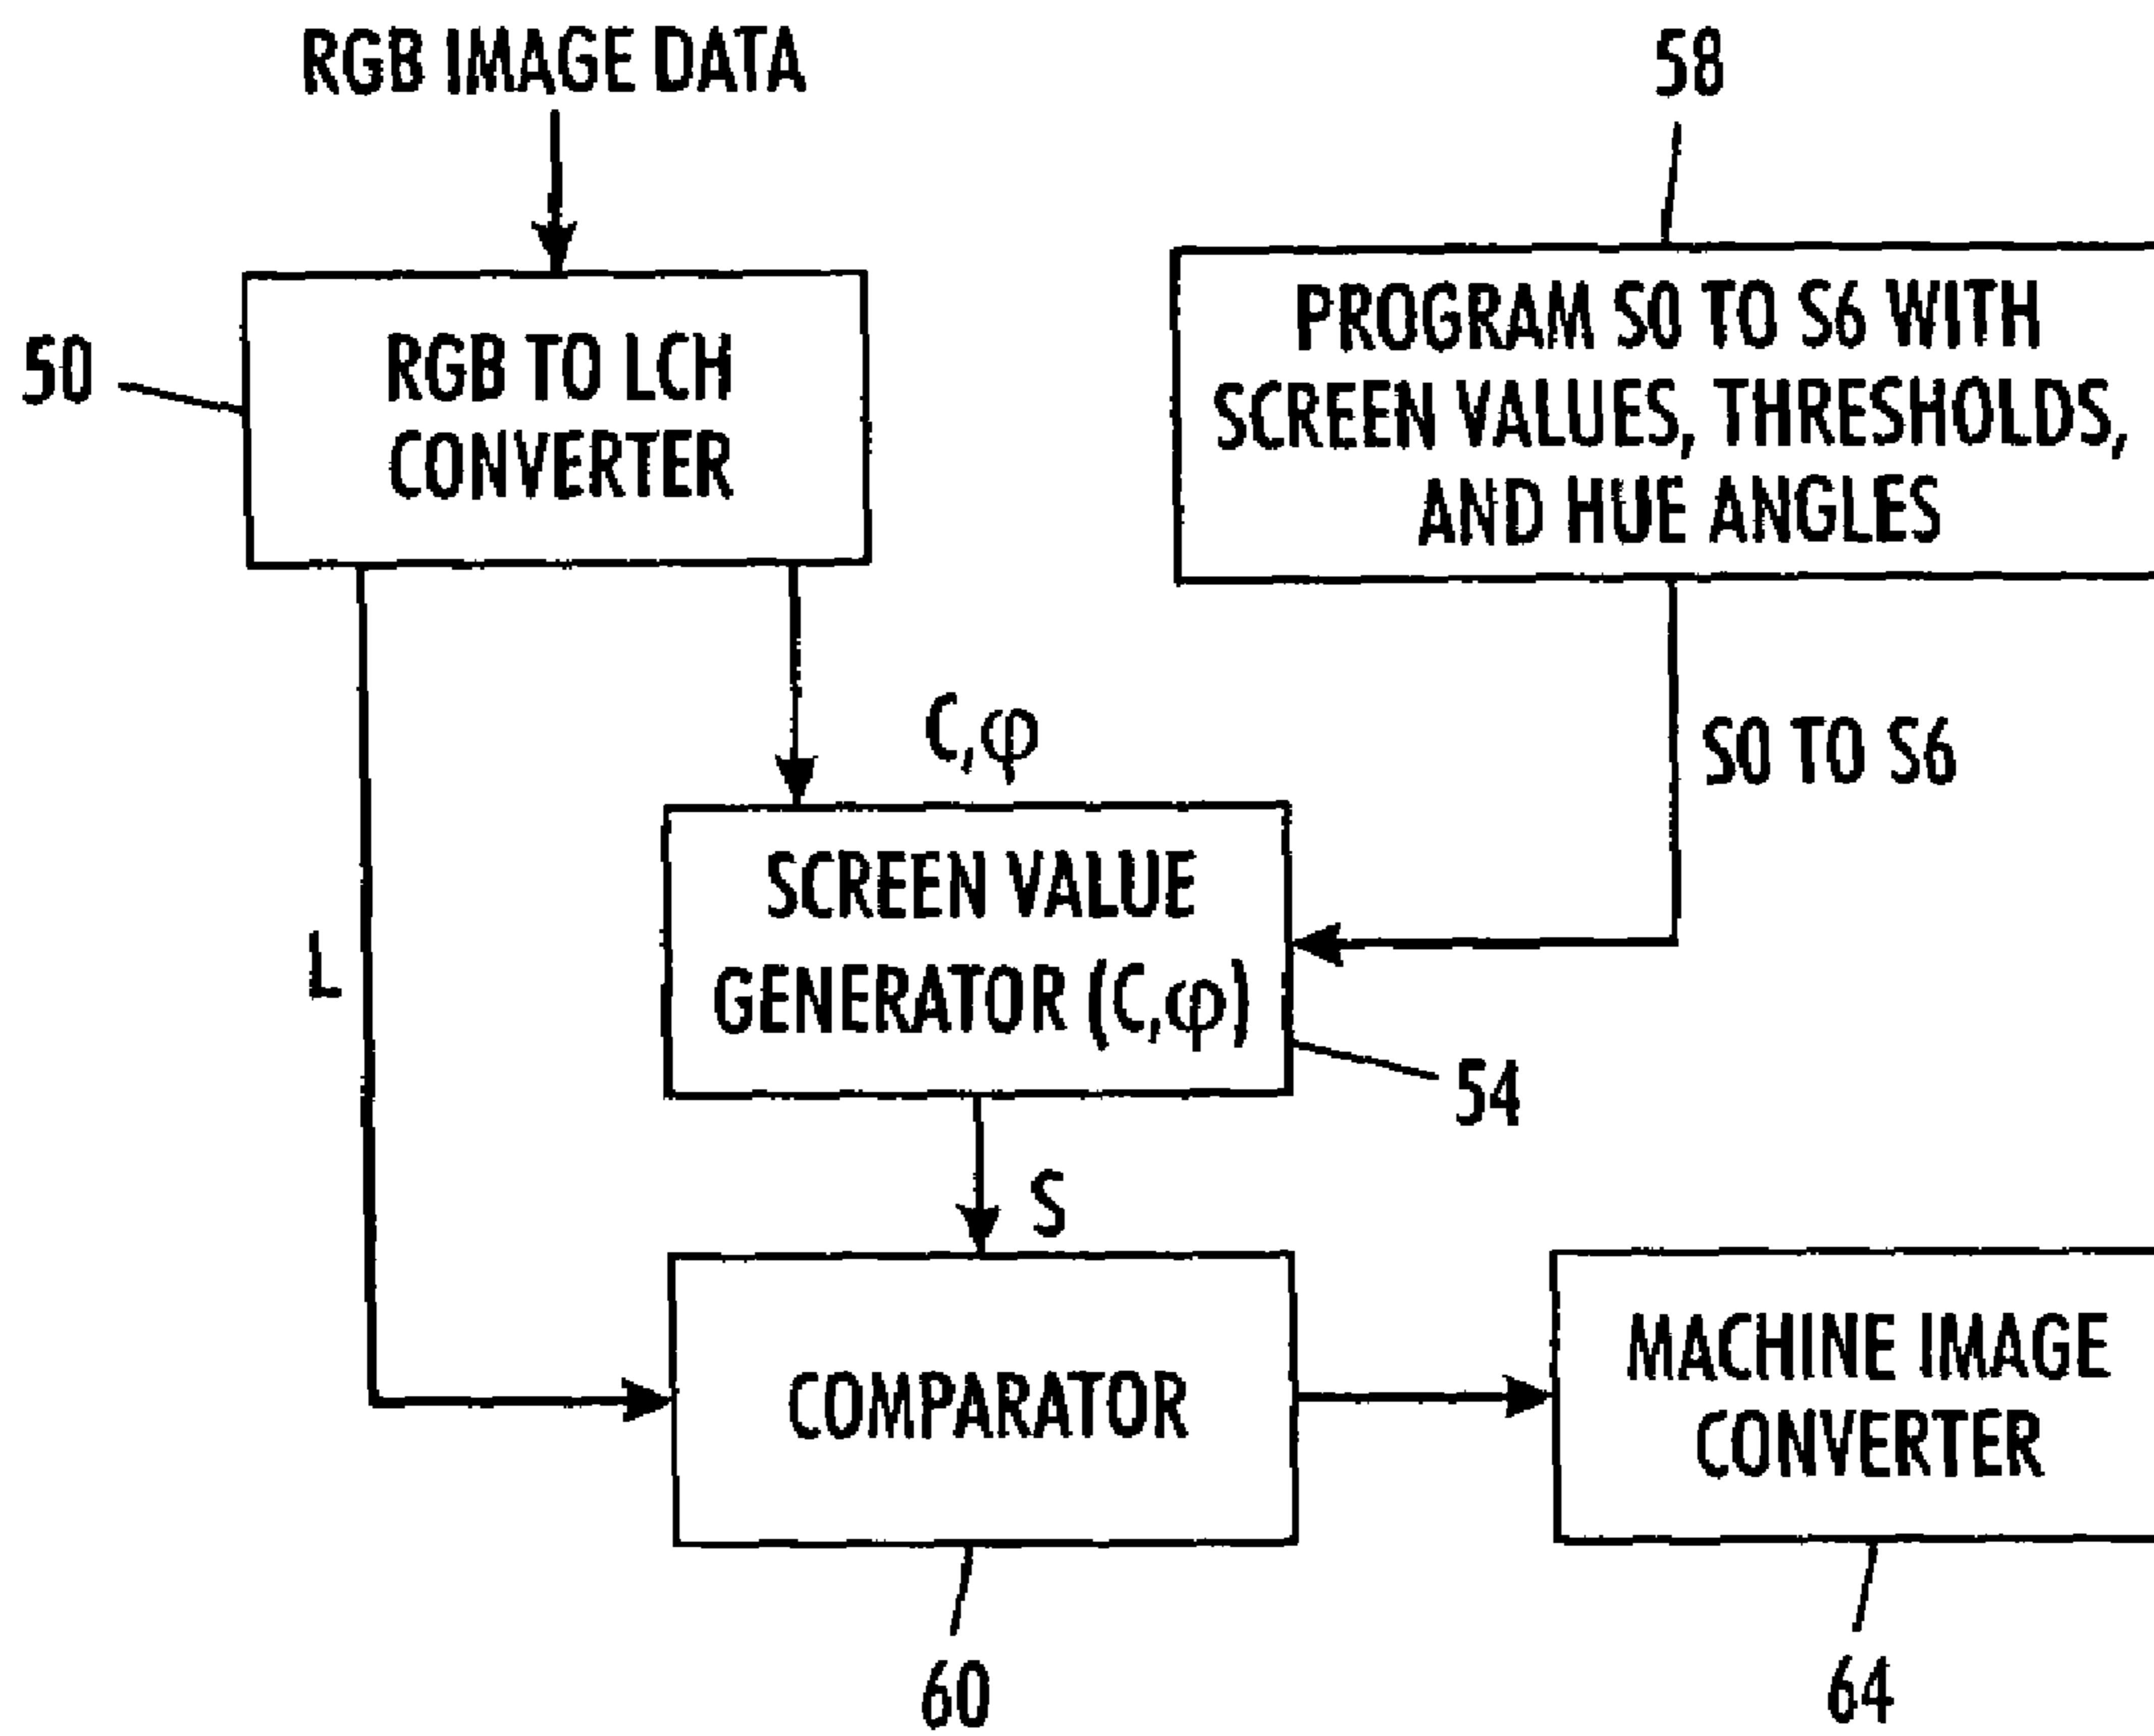 RGB IMAGE DATA
58
50
RGB TO LCH
CONVERTER
PROGRAM S0 TO S6 WITH
SCREEN VALUES, THRESHOLDS,
AND HUE ANGLES
C,φ
S0 TO S6
SCREEN VALUE
GENERATOR (C,φ)
L
54
S
COMPARATOR
MACHINE IMAGE
CONVERTER
60
64